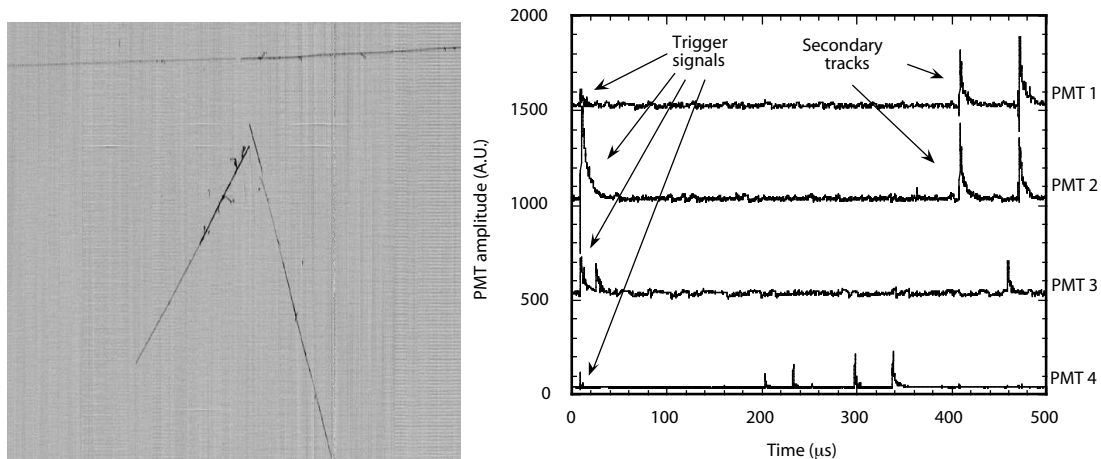 2000
1500
1000
500
0
PMT amplitude (A.U.)
Trigger
signals
Secondary
tracks
PMT 1
PMT 2
PMT 3
PMT 4
0
100
200
300
400
500
Time (μs)